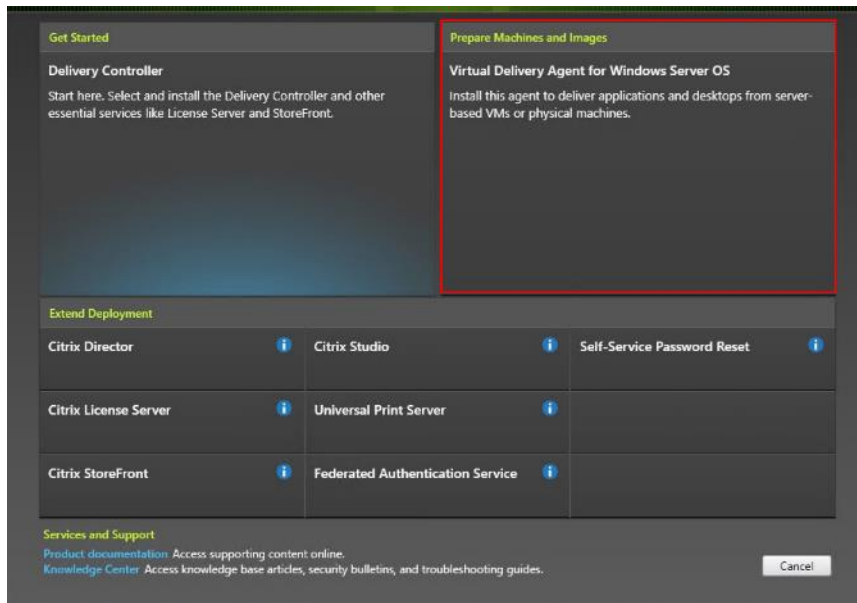 Get Started
Prepare Machines and Images
Delivery Controller
Start here. Select and install the Delivery Controller and other
essential services like License Server and StoreFront.
Virtual Delivery Agent for Windows Server OS
Install this agent to deliver applications and desktops from server-
based VMs or physical machines.
Extend Deployment
Citrix Director
Citrix Studio
Self-Service Password Reset
Citrix License Server
Universal Print Server
Citrix StoreFront
Federated Authentication Service
Services and Support
Product documentation Access supporting content online.
Knowledge Center Access knowledge base articles, security bulletins, and troubleshooting guides.
Cancel